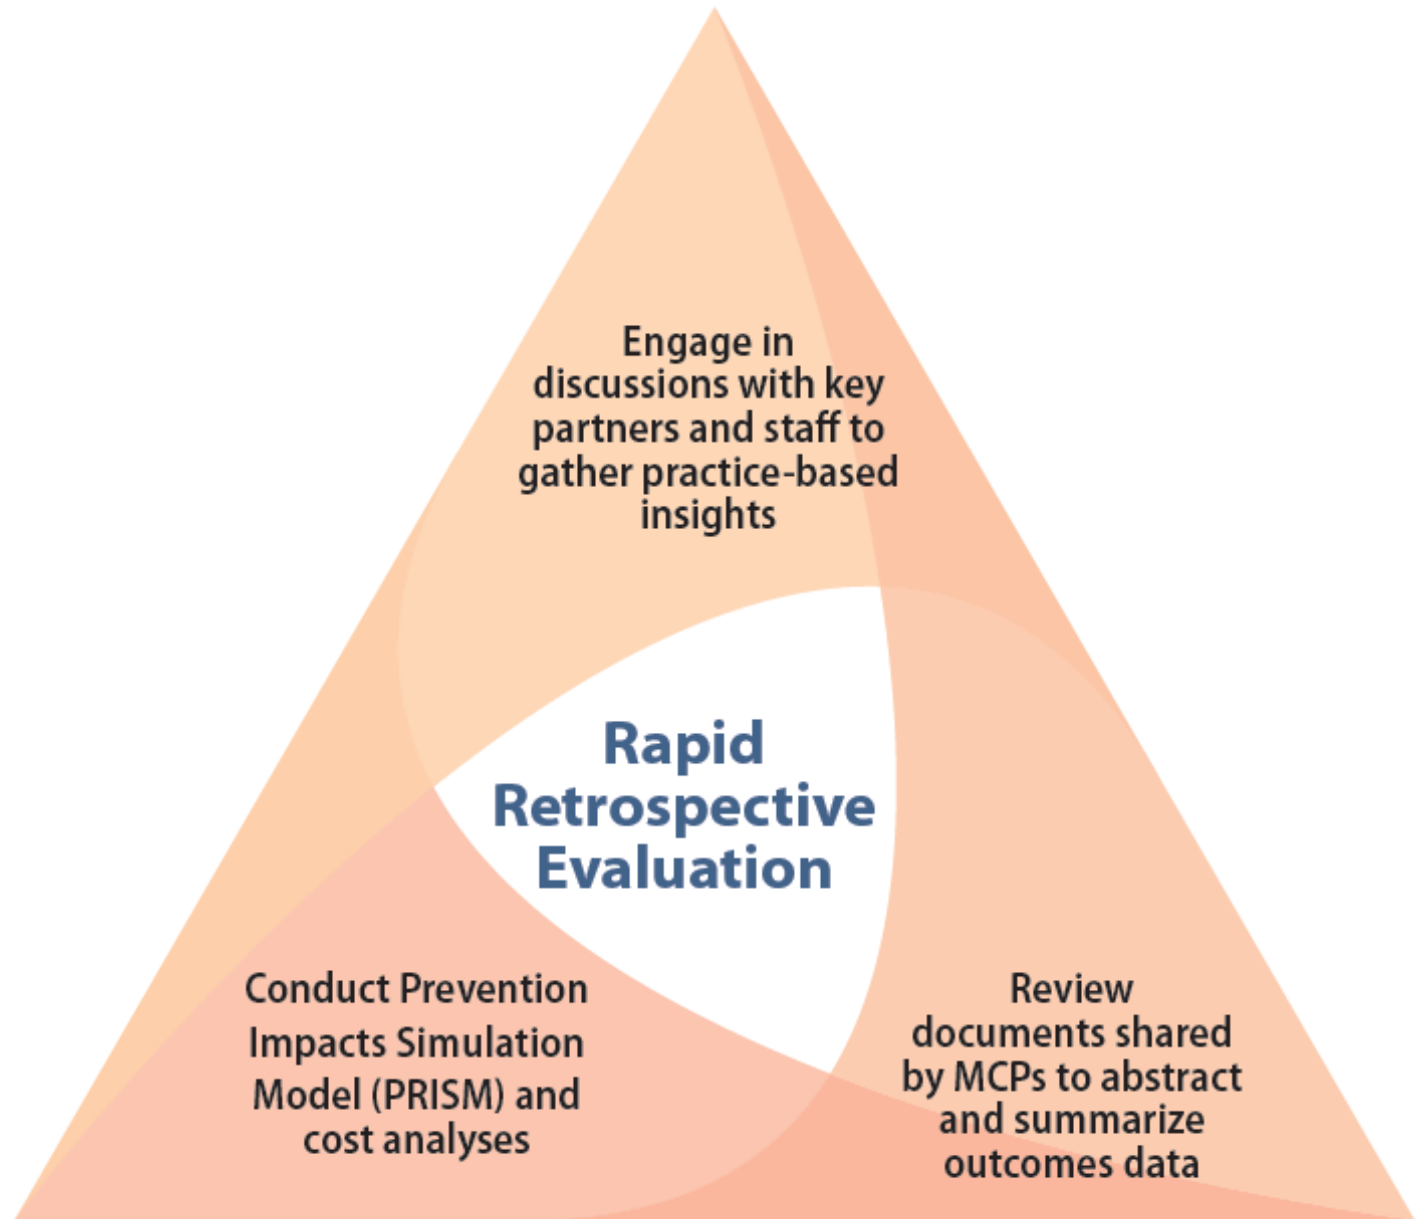 Engage in
discussions with key
partners and staff to
gather practice-based
insights
Rapid
Retrospective
Evaluation
Conduct Prevention
Impacts Simulation
Model (PRISM) and
cost analyses
Review
documents shared
by MCPs to abstract
and summarize
outcomes data